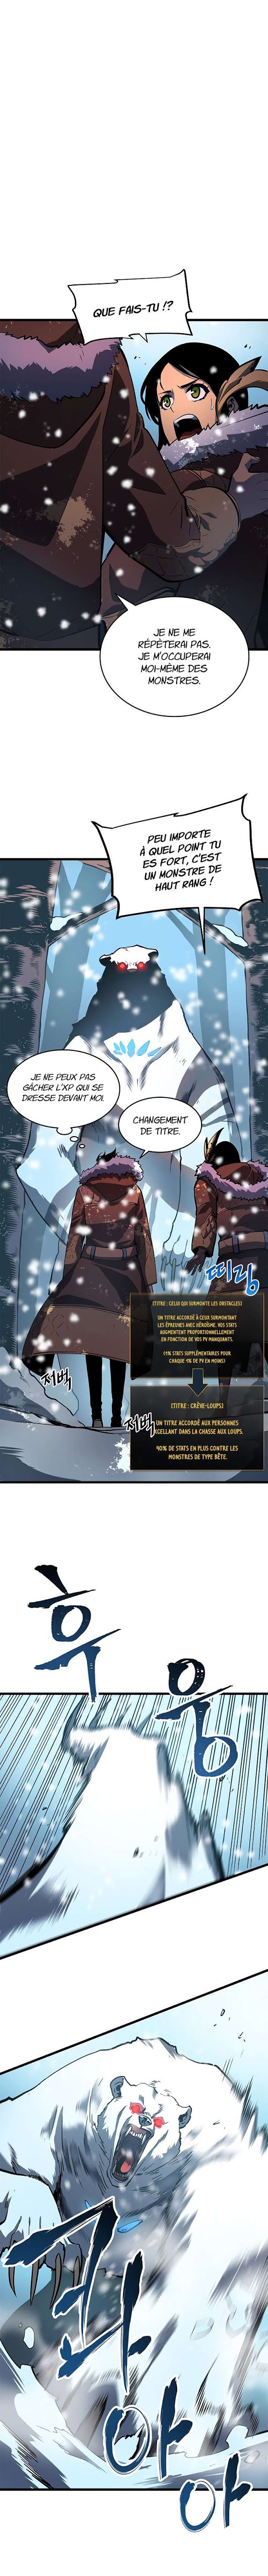 QUE FAIS-TU !?
JE NE ME
RÉPÈTERAI PAS.
JE M'OCCUPERAI
MOI-MÊME DES
MONSTRES.
PEU IMPORTE
À QUEL POINT TU
ES FORT, C'EST
UN MONSTRE DE
HAUT RANG !
JE NE PEUX PAS
GÂCHER L'XP QUI SE
DRESSE DEVANT MOI.
CHANGEMENT
DE TITRE.
띠링
[TITRE : CELUI QUI SURMONTE LES OBSTACLES]
UN TITRE ACCORDÉ À CEUX SURMONTANT
LES ÉPREUVES AVEC HÉROÏSME. VOS STATS
AUGMENTENT PROPORTIONNELLEMENT
EN FONCTION DE VOS PV MANQUANTS.
(1% STATS SUPPLÉMENTAIRES POUR
CHAQUE 1% DE PV EN MOINS)
저벅
저벅
[TITRE : CRÈVE-LOUPS]
UN TITRE ACCORDÉ AUX PERSONNES
EXCELLANT DANS LA CHASSE AUX LOUPS.
40% DE STATS EN PLUS CONTRE LES
MONSTRES DE TYPE BÊTE.
후
웅
크
아
아